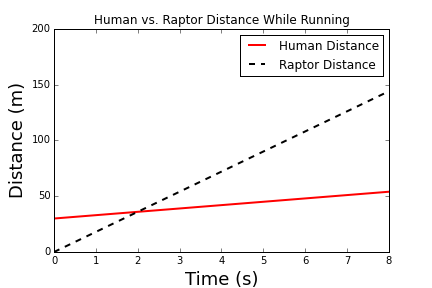 Human vs. Raptor Distance While Running
Human Distance
Raptor Distance
Distance (m)
200
150
100
50
0
0 1 2 3 4 5 6 7 8
Time (s)